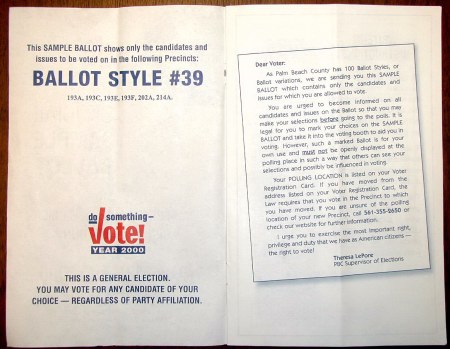 This SAMPLE BALLOT shows only the candidates and
issues to be voted on in the following Precincts:
BALLOT STYLE #39
193A, 193C, 193E, 193F, 202A, 214A.
do something–
Vote!
YEAR 2000
THIS IS A GENERAL ELECTION.
YOU MAY VOTE FOR ANY CANDIDATE OF YOUR
CHOICE — REGARDLESS OF PARTY AFFILIATION.
Dear Voter:
As Palm Beach County has 100 Ballot Styles, or
Ballot variations, we are sending you this SAMPLE
BALLOT which contains only the candidates and
issues for which you are allowed to vote.
You are urged to become informed on all
candidates and issues on the Ballot so that you may
make your selections before going to the polls. It is
legal for you to mark your choices on the SAMPLE
BALLOT and take it into the voting booth to aid you in
voting. However, such a marked Ballot is for your
own use and must not be openly displayed at the
polling place in such a way that others can see your
selections and possibly be influenced in voting.
Your POLLING LOCATION is listed on your Voter
Registration Card. If you have moved from the
address listed on your Voter Registration Card, the
Law requires that you vote in the Precinct to which
you have moved. If you are unsure of the polling
location of your new Precinct, call 561-355-2650 or
check our website for further information.
I urge you to exercise the most important right,
privilege and duty that we have as American citizens —
the right to vote!
Theresa LePore
PBC Supervisor of Elections